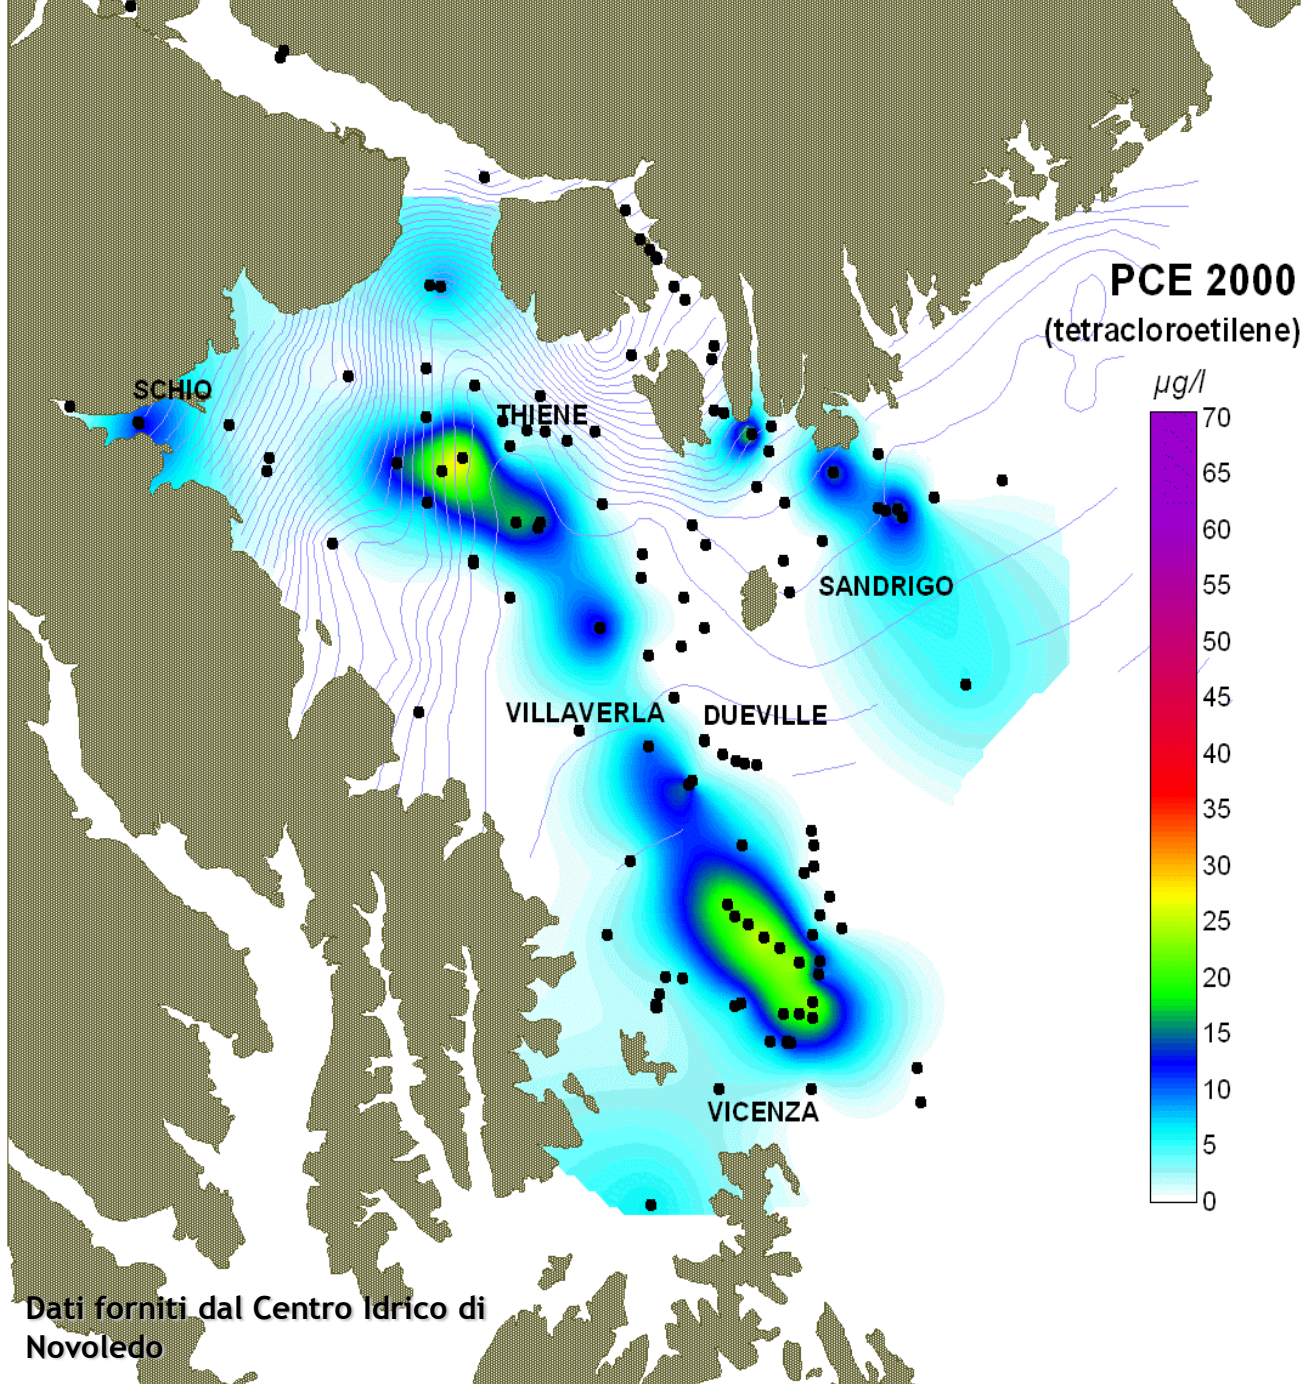 PCE 2000
(tetracloroetilene)
µg/l
70
65
60
55
50
45
40
35
30
25
20
15
10
5
0
SCHIO
THIENE
SANDRIGO
VILLAVERLA
DUEVILLE
VICENZA
Dati forniti dal Centro Idrico di
Novoledo